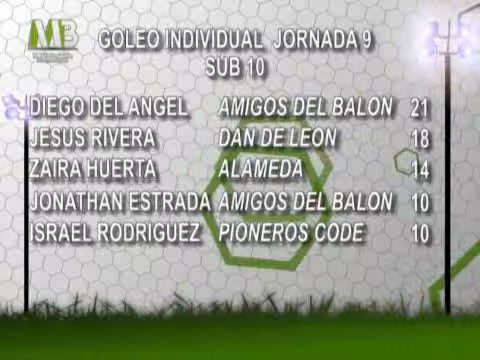 MB
GOLEO INDIVIDUAL JORNADA 9
SUB 10
DIEGO DEL ANGEL AMIGOS DEL BALON 21
JESUS RIVERA DAN DE LEON 18
ZAIRA HUERTA ALAMEDA 14
JONATHAN ESTRADA AMIGOS DEL BALON 10
ISRAEL RODRIGUEZ PIONEROS CODE 10